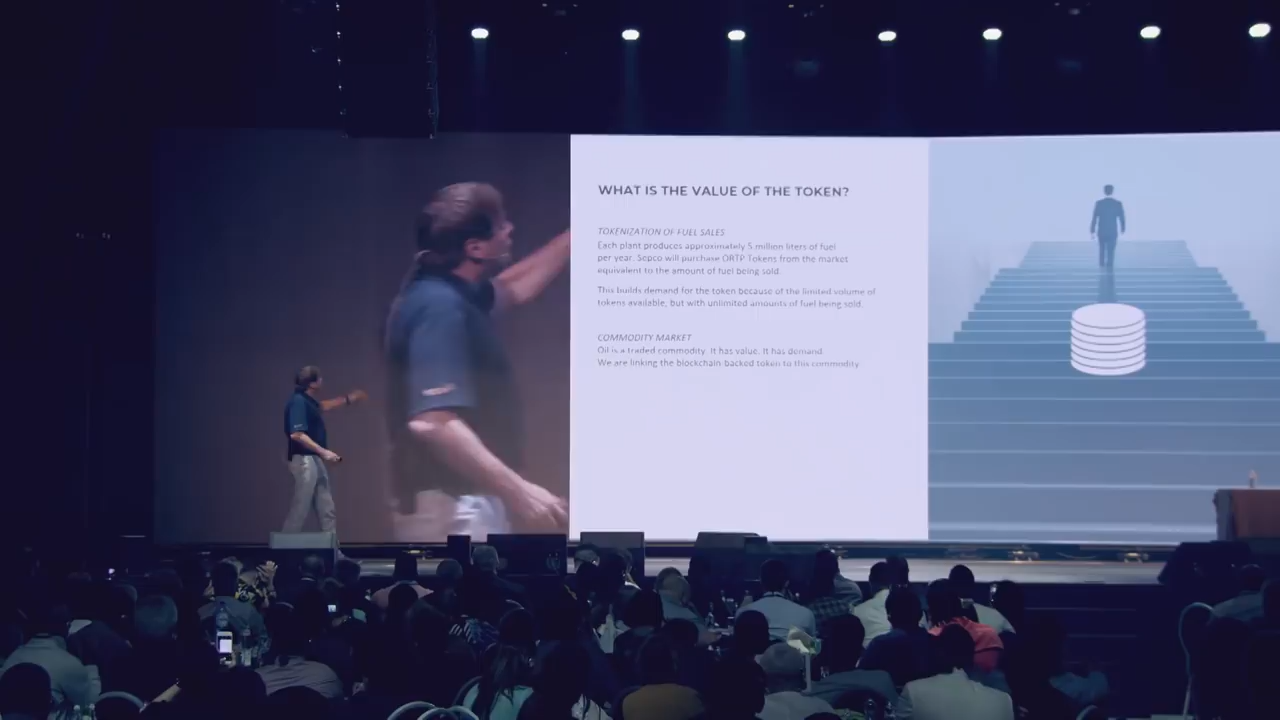 WHAT IS THE VALUE OF THE TOKEN?
TOKENIZATION OF FUEL SALES
Each plant produces approximately 5 million liters of fuel
per year. Sepco will purchase ORTP Tokens from the market
equivalent to the amount of fuel being sold.
This builds demand for the token because of the limited volume of
tokens available, but with unlimited amounts of fuel being sold.
COMMODITY MARKET
Oil is a traded commodity. It has value. It has demand
We are linking the blockchain backed token to this commodity